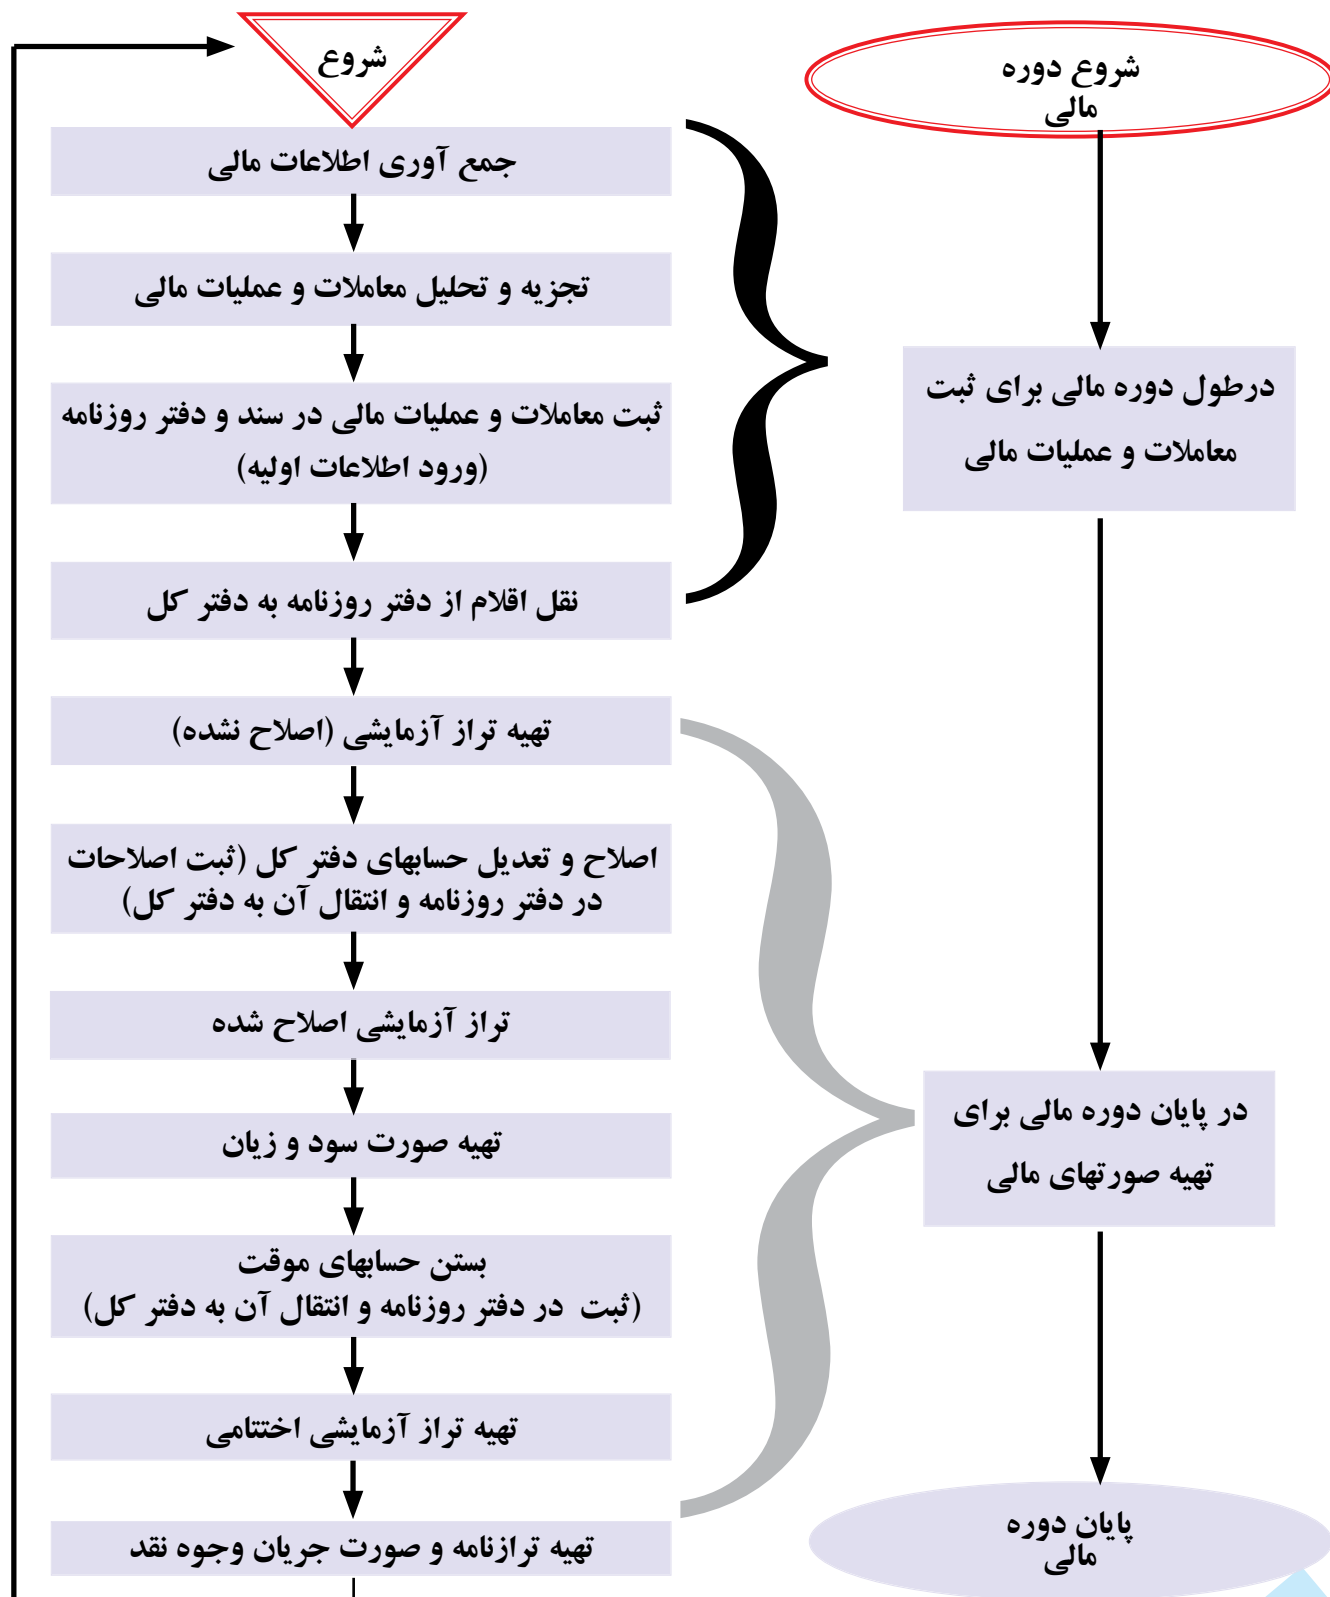 شروع
جمع آوری اطلاعات مالی
تجزیه و تحلیل معاملات و عملیات مالی
ثبت معاملات و عملیات مالی در سند و دفتر روزنامه
(ورود اطلاعات اولیه)
نقل اقلام از دفتر روزنامه به دفتر کل
تهیه تراز آزمایشی (اصلاح نشده)
اصلاح و تعدیل حسابهای دفتر کل (ثبت اصلاحات
در دفتر روزنامه و انتقال آن به دفتر کل)
تراز آزمایشی اصلاح شده
تهیه صورت سود و زیان
بستن حسابهای موقت
(ثبت در دفتر روزنامه و انتقال آن به دفتر کل)
تهیه تراز آزمایشی اختتامی
تهیه ترازنامه و صورت جریان وجوه نقد
شروع دوره
مالی
درطول دوره مالی برای ثبت
معاملات و عملیات مالی
در پایان دوره مالی برای
تهیه صورتهای مالی
پایان دوره
مالی